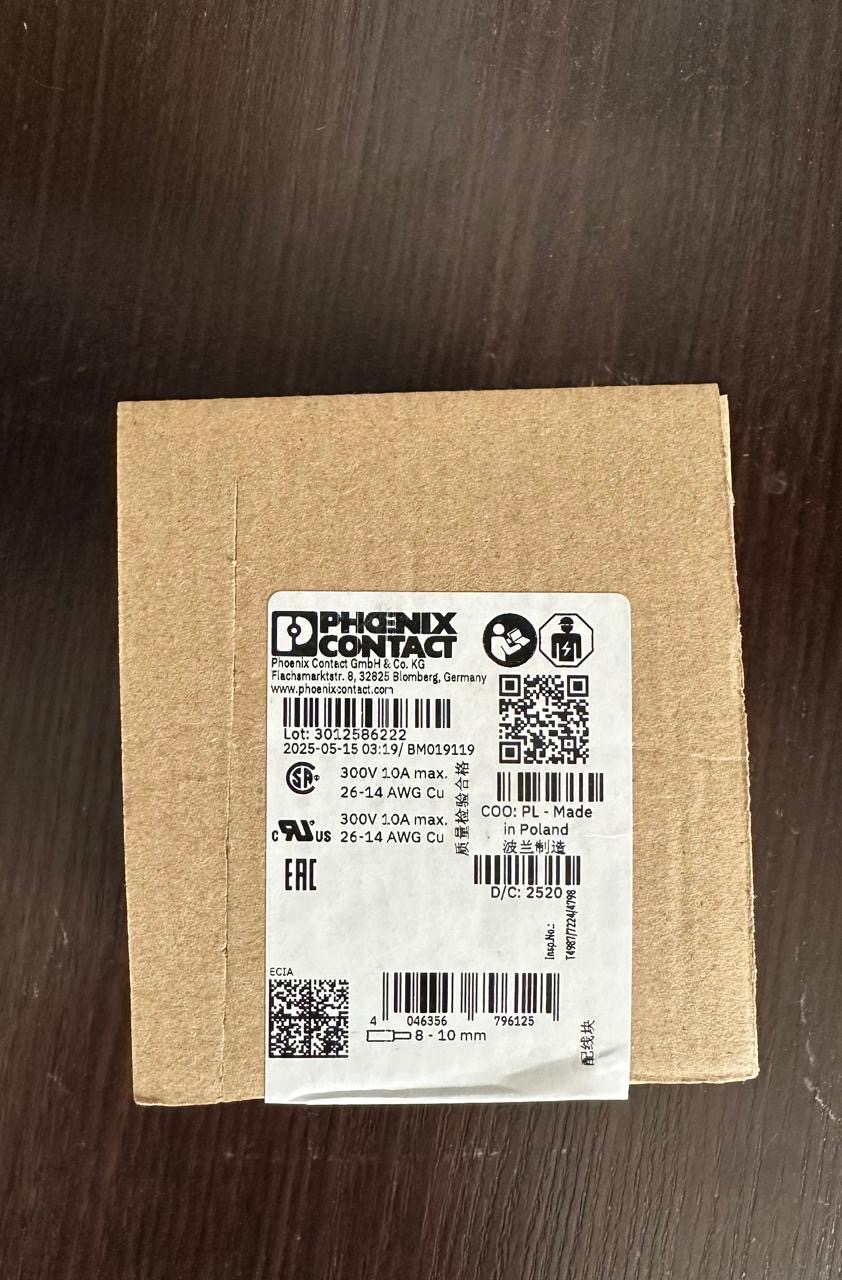 PHOENIX
CONTACT
Phoenix Contact GmbH & Co. KG
Flachsmarktstr. 8, 32825 Blomberg, Germany
www.phoenixcontact.com
Lot: 3012586222
2025-05-15 03:19/ BM019119
300V 10A max.
26-14 AWG Cu
300V 10A max.
26-14 AWG Cu
C UL US
SA
EAC
质量检验合格
COO: PL - Made
in Poland
波兰制造
D/C: 2520
Insp.No.:
T4987/7224/4798
ECIA
4 046356 796125
8 - 10 mm
配线块